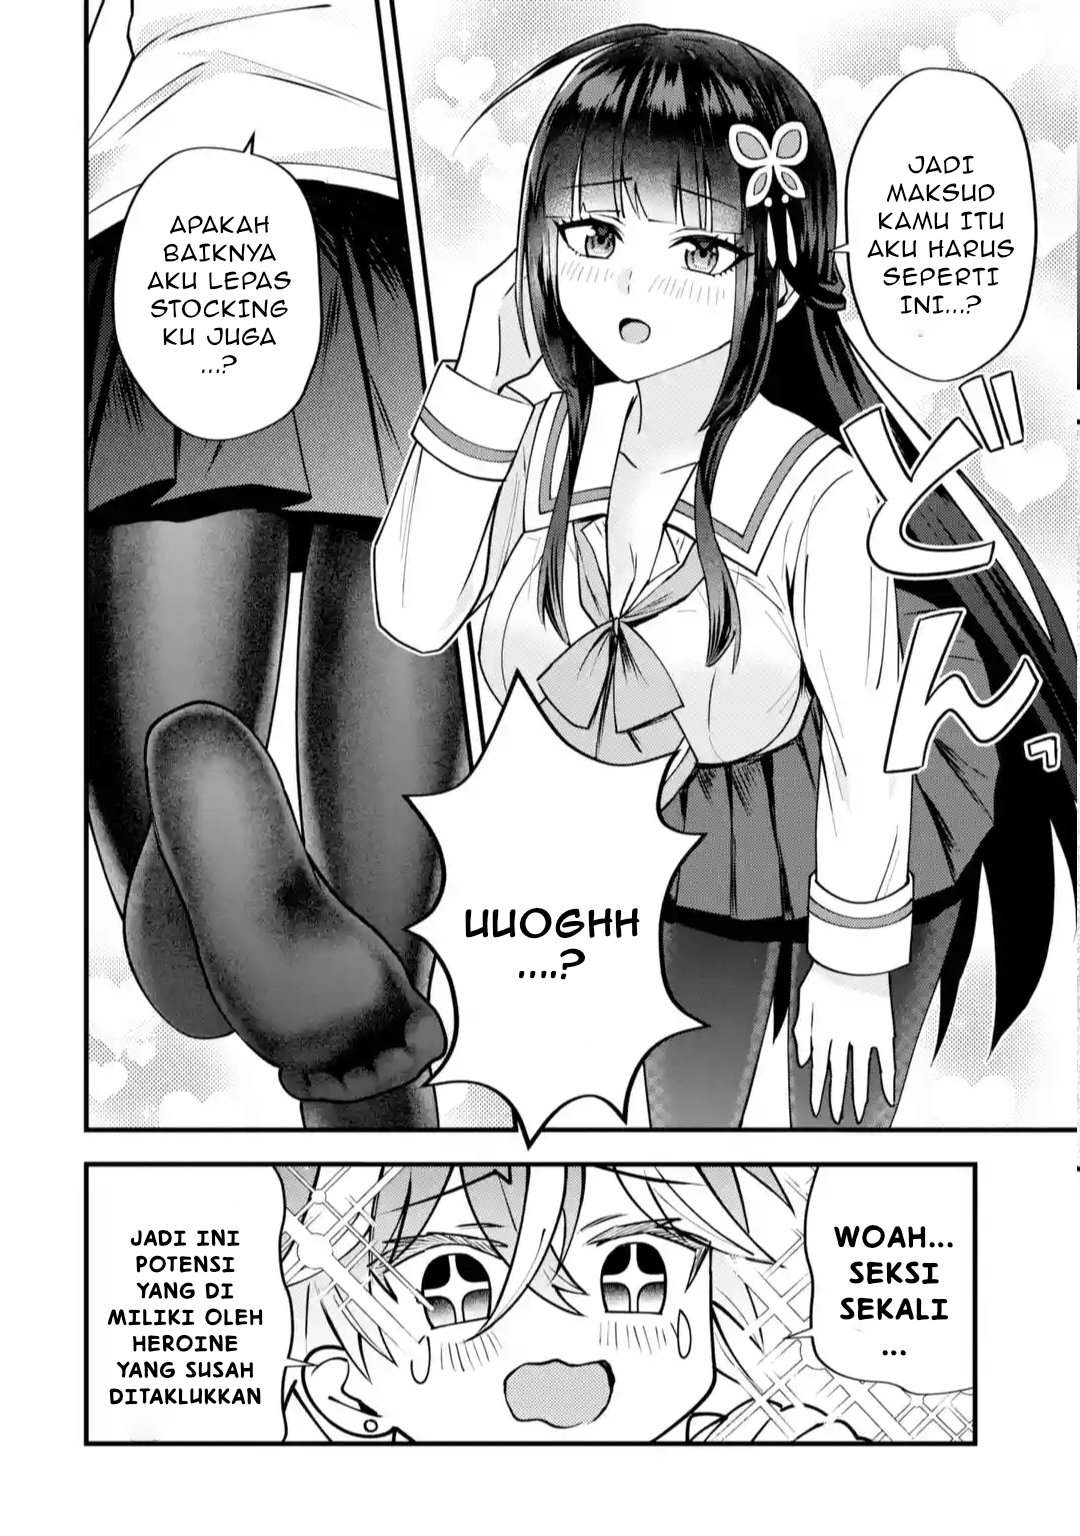 JADI
MAKSUD
KAMU ITU
AKU HARUS
SEPERTI
INI...?
APAKAH
BAIKNYA
AKU LEPAS
STOCKING
KU JUGA
...?
どんっ
UUOGHH
....?
WOAH...
SEKSI
SEKALI
...
JADI INI
POTENSI
YANG DI
MILIKI OLEH
HEROINE
YANG SUSAH
DITAKLUKKAN